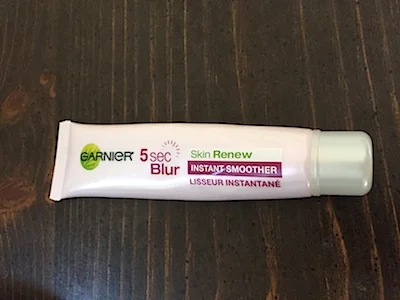 GARNIER
5 sec
Blur
Skin Renew
INSTANT SMOOTHER
LISSEUR INSTANTANÉ